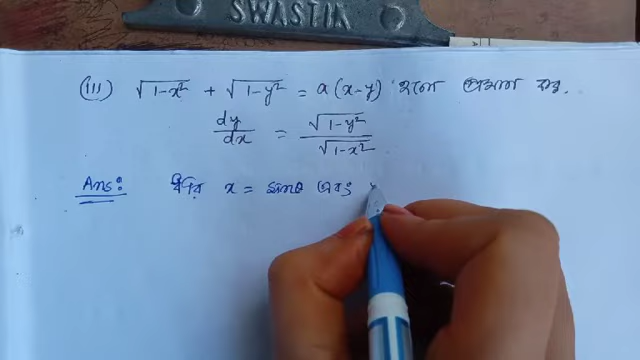 SWASTIK
(III) √1-x² + √1-y² = a(x-y) হলে প্রমাণ কর.
dy/dx = √1-y²/√1-x²
Ans: ধরি x = sinθ এবং